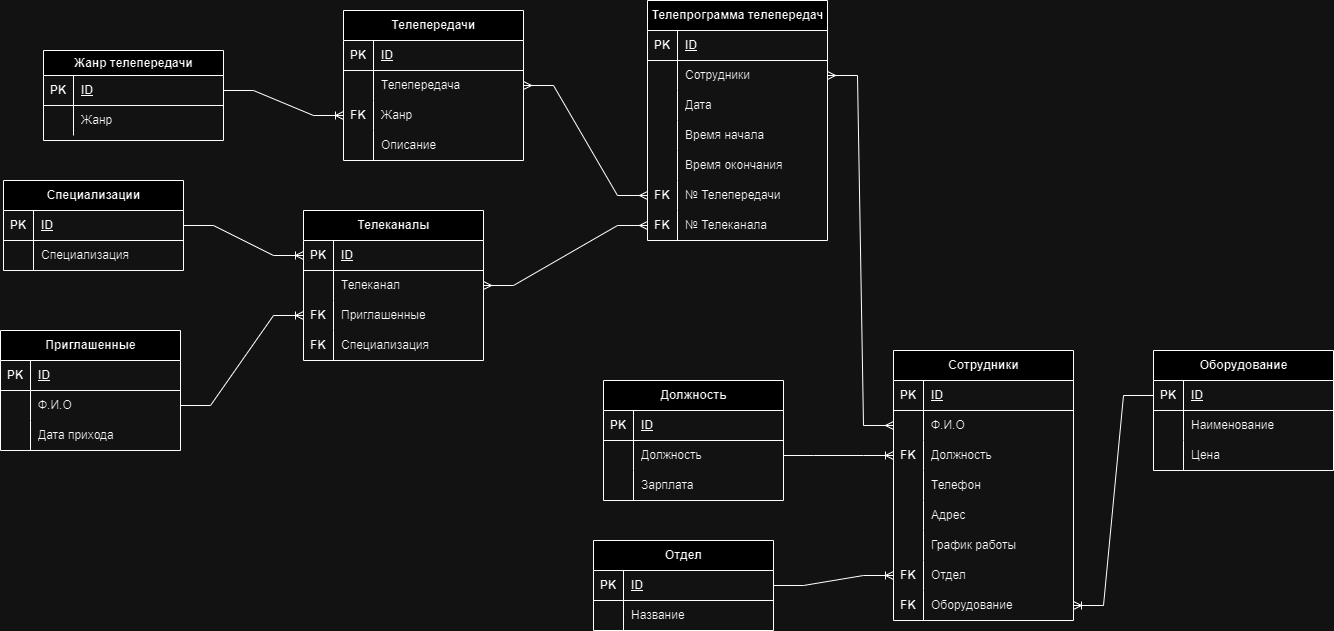 Жанр телепередачи
PK ID
Жанр
Телепередачи
PK ID
Телепередача
FK Жанр
Описание
Телепрограмма телепередач
PK ID
Сотрудники
Дата
Время начала
Время окончания
FK № Телепередачи
FK № Телеканала
Специализации
PK ID
Специализация
Телеканалы
PK ID
Телеканал
FK Приглашенные
FK Специализация
Приглашенные
PK ID
Ф.И.О
Дата прихода
Должность
PK ID
Должность
Зарплата
Отдел
PK ID
Название
Сотрудники
PK ID
Ф.И.О
FK Должность
Телефон
Адрес
График работы
FK Отдел
FK Оборудование
Оборудование
PK ID
Наименование
Цена